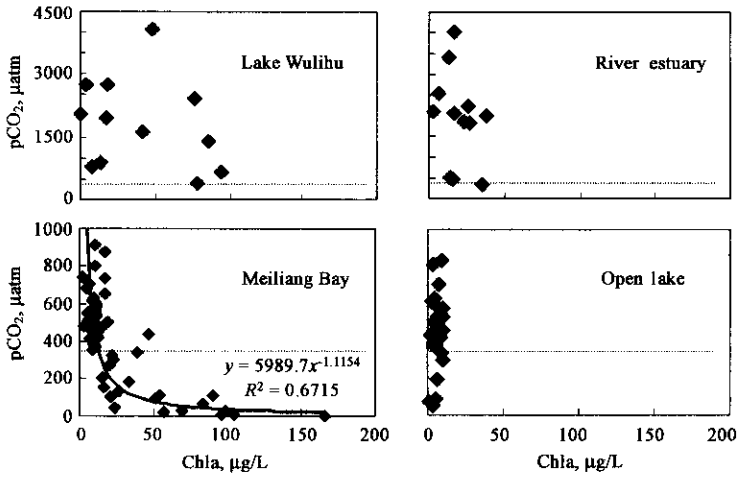 4500
3000
1500
0
pCO₂, μatm
Lake Wulihu
River estuary
1000
800
600
400
200
0
pCO₂, μatm
Meiliang Bay
y = 5989.7x⁻¹·¹¹⁵⁴
R² = 0.6715
Open lake
0 50 100 150 200
0 50 100 150 200
Chla, μg/L
Chla, μg/L